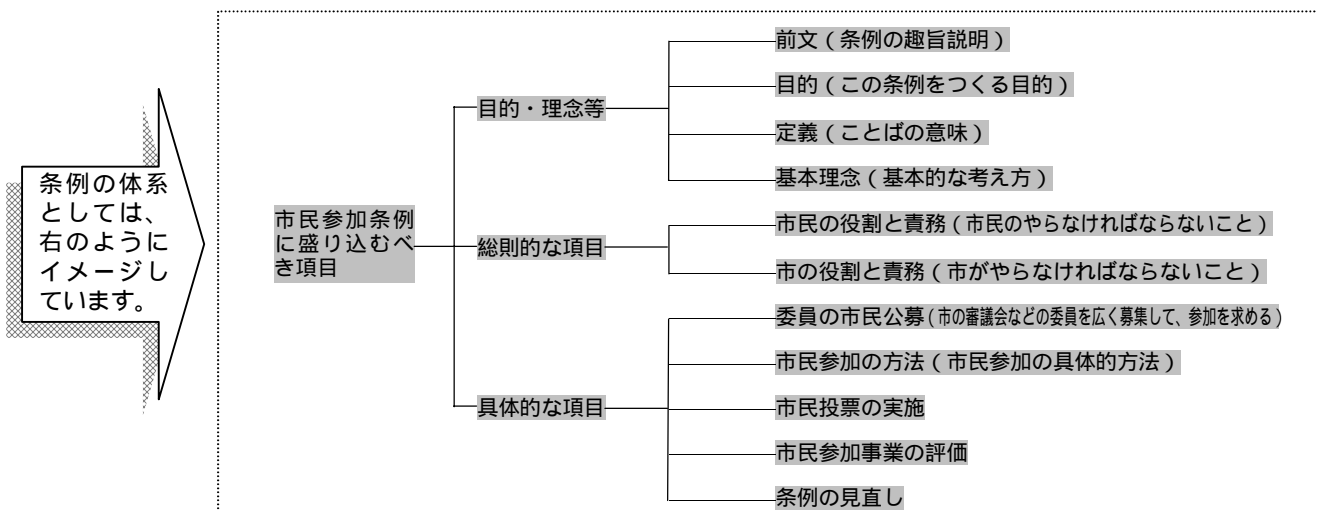 条例の体系
としては、
右のように
イメージし
ています。
市民参加条例
に盛り込むべ
き項目
目的・理念等
前文（条例の趣旨説明）
目的（この条例をつくる目的）
定義（ことばの意味）
基本理念（基本的な考え方）
総則的な項目
市民の役割と責務（市民のやらなければならないこと）
市の役割と責務（市がやらなければならないこと）
具体的な項目
委員の市民公募（市の審議会などの委員を広く募集して、参加を求める）
市民参加の方法（市民参加の具体的方法）
市民投票の実施
市民参加事業の評価
条例の見直し